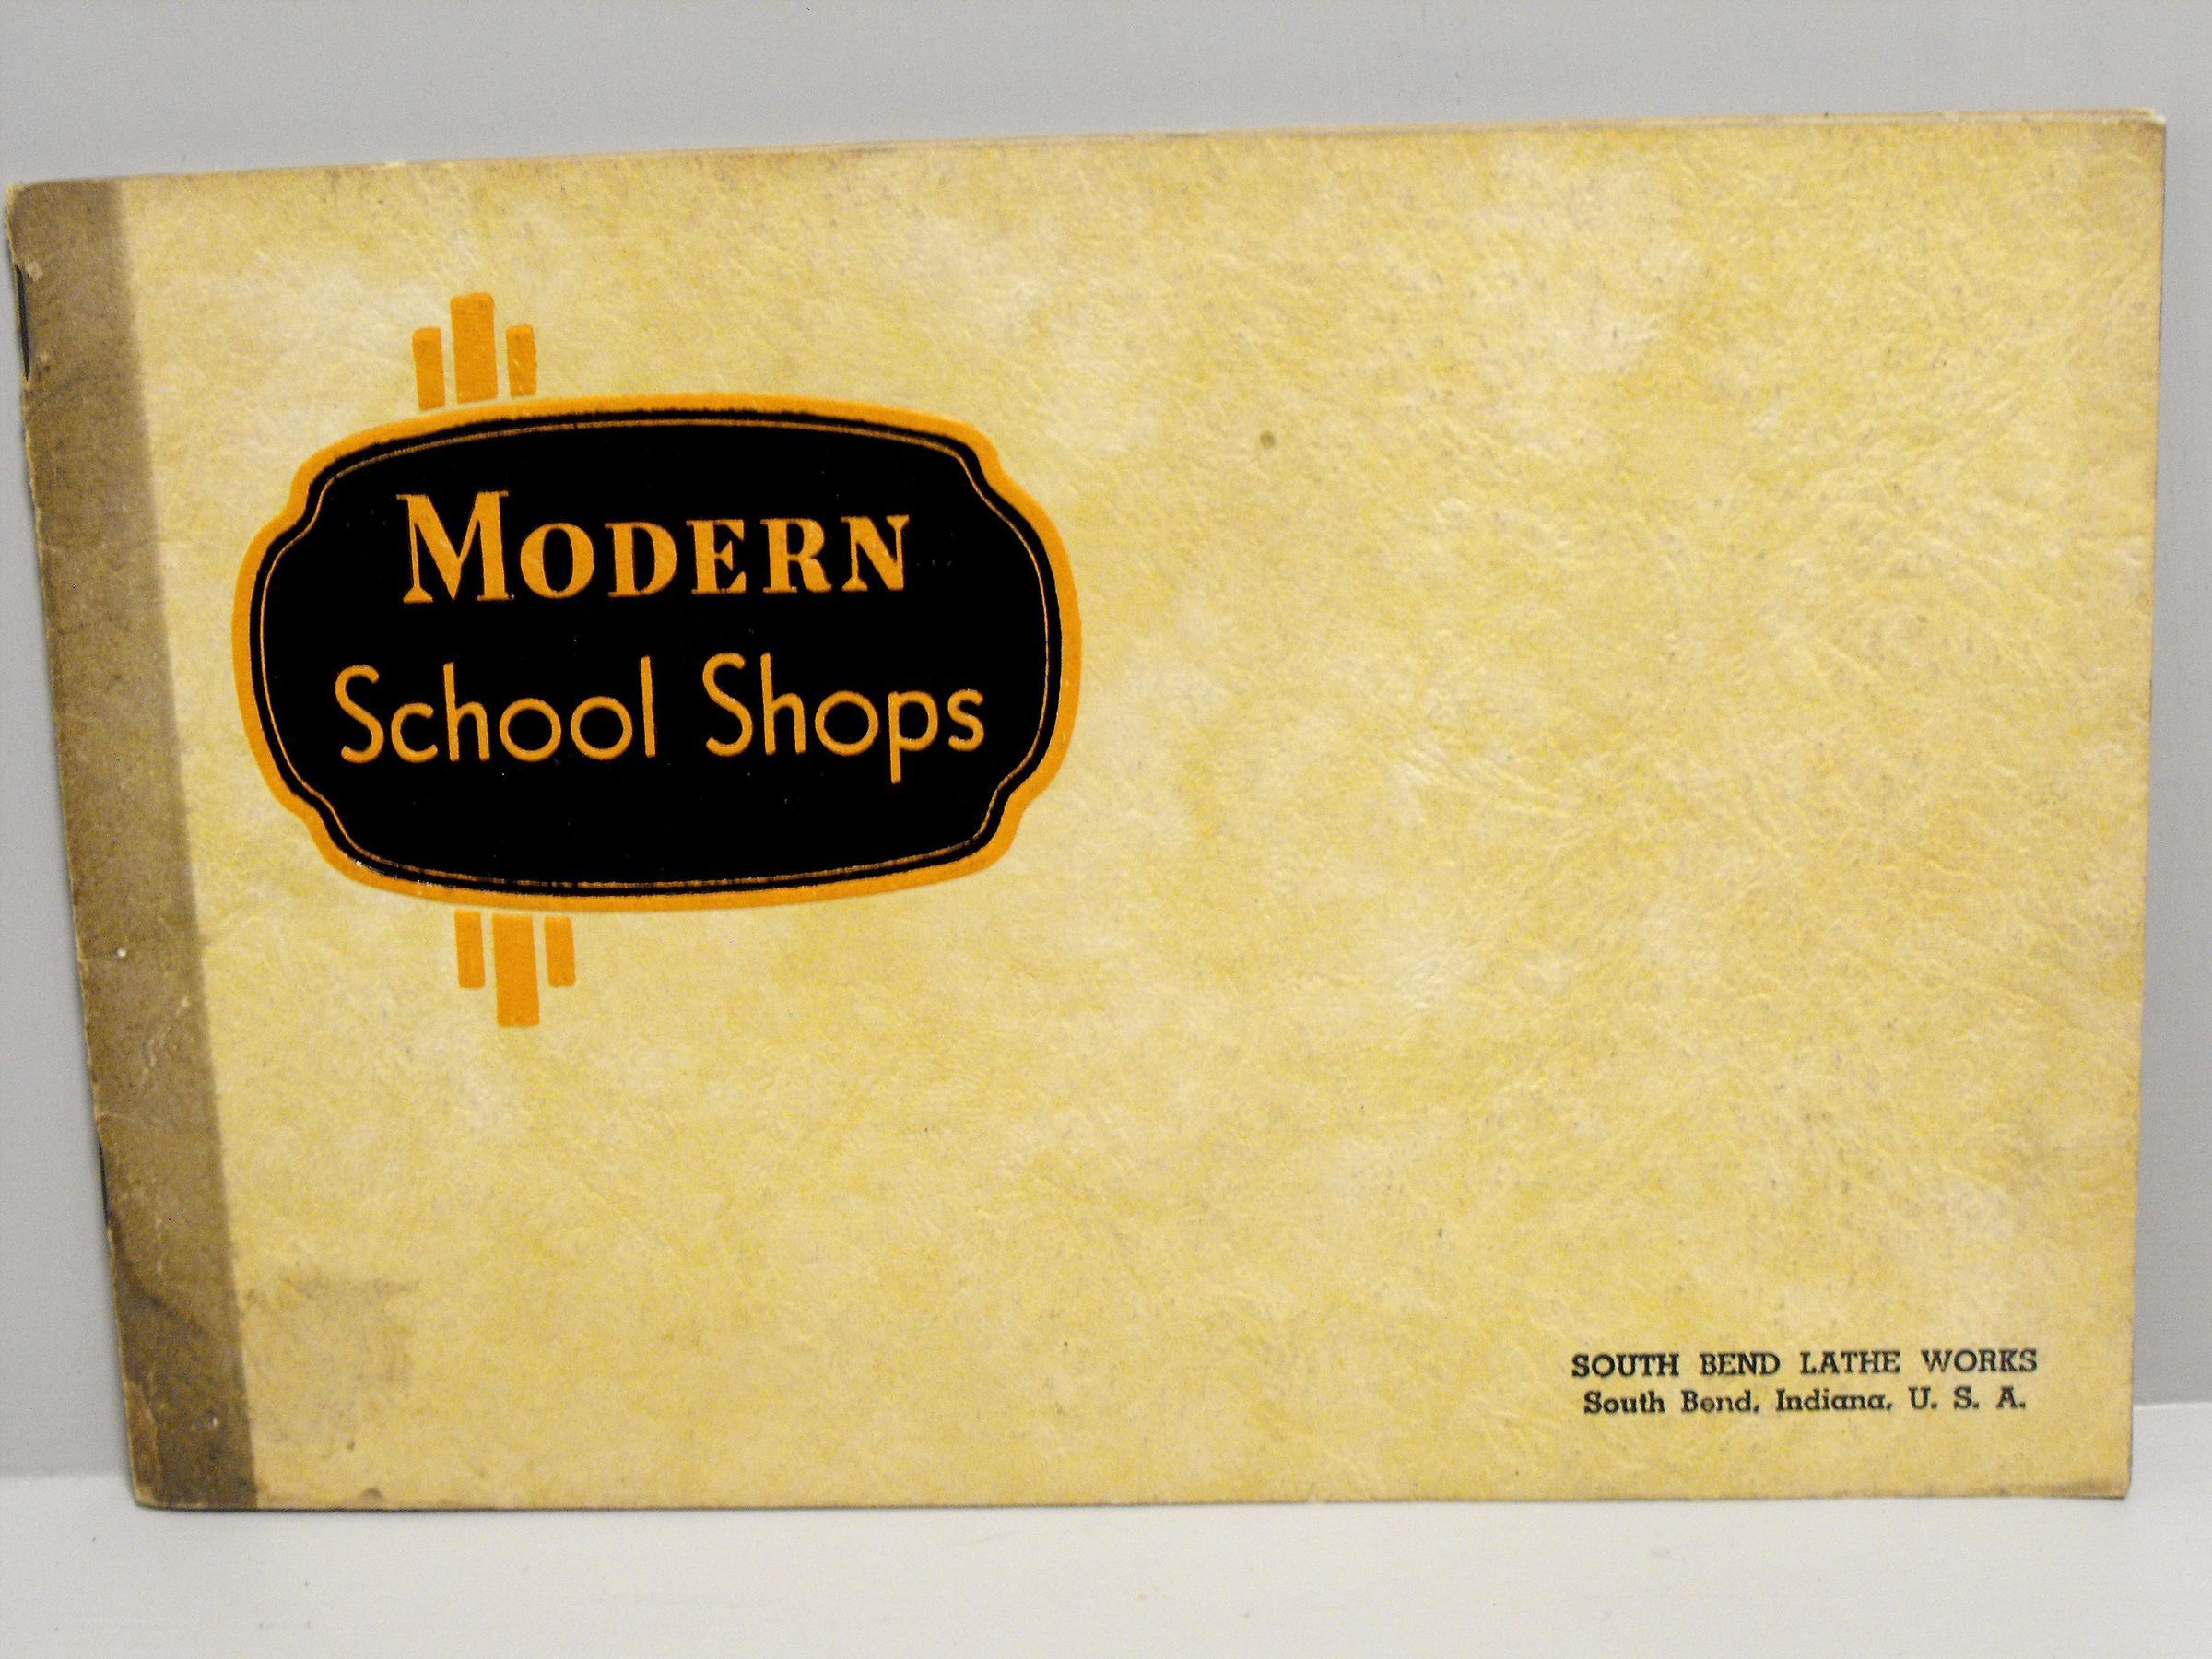 MODERN
School Shops
SOUTH BEND LATHE WORKS
South Bend, Indiana, U. S. A.